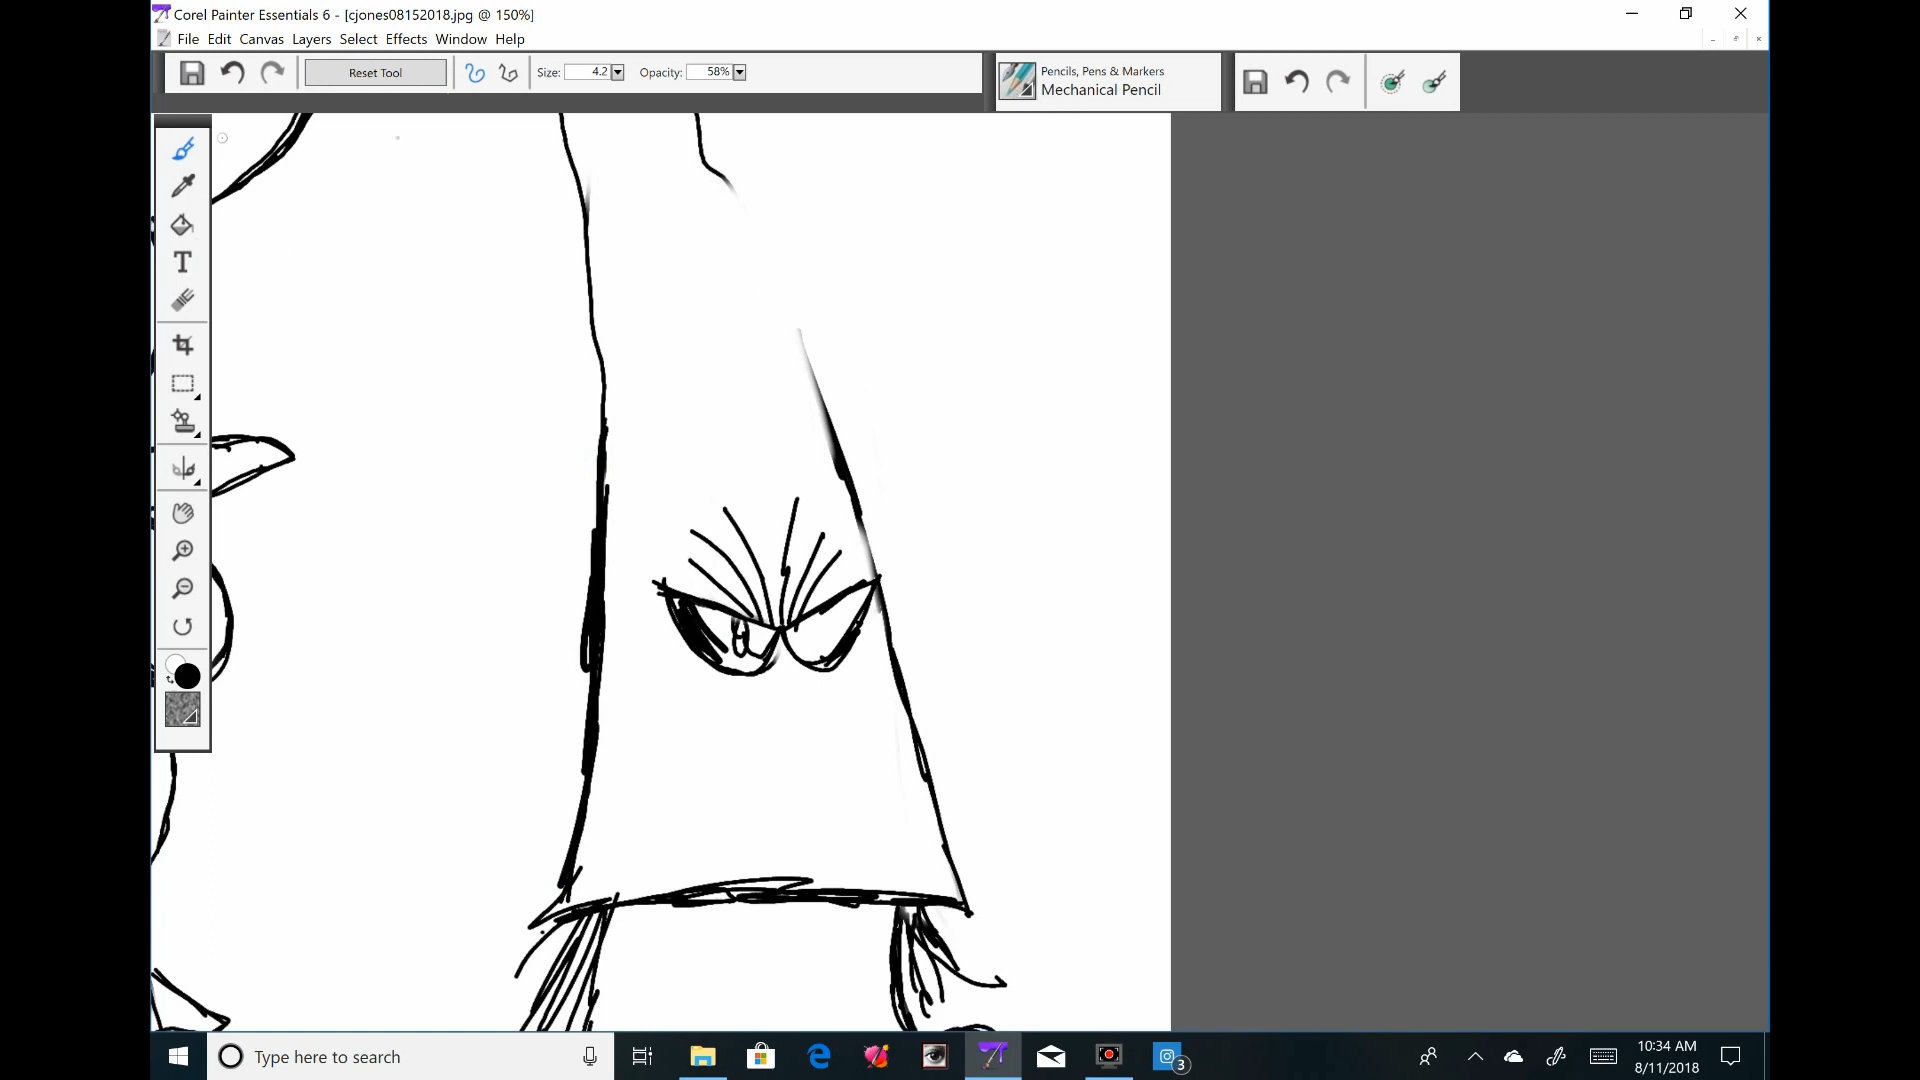 Corel Painter Essentials 6 - [cjones08152018.jpg @ 150%]
File Edit Canvas Layers Select Effects Window Help
Reset Tool Size: 4.2 Opacity: 58%
Pencils, Pens & Markers
Mechanical Pencil
T
Type here to search
3
10:34 AM
8/11/2018